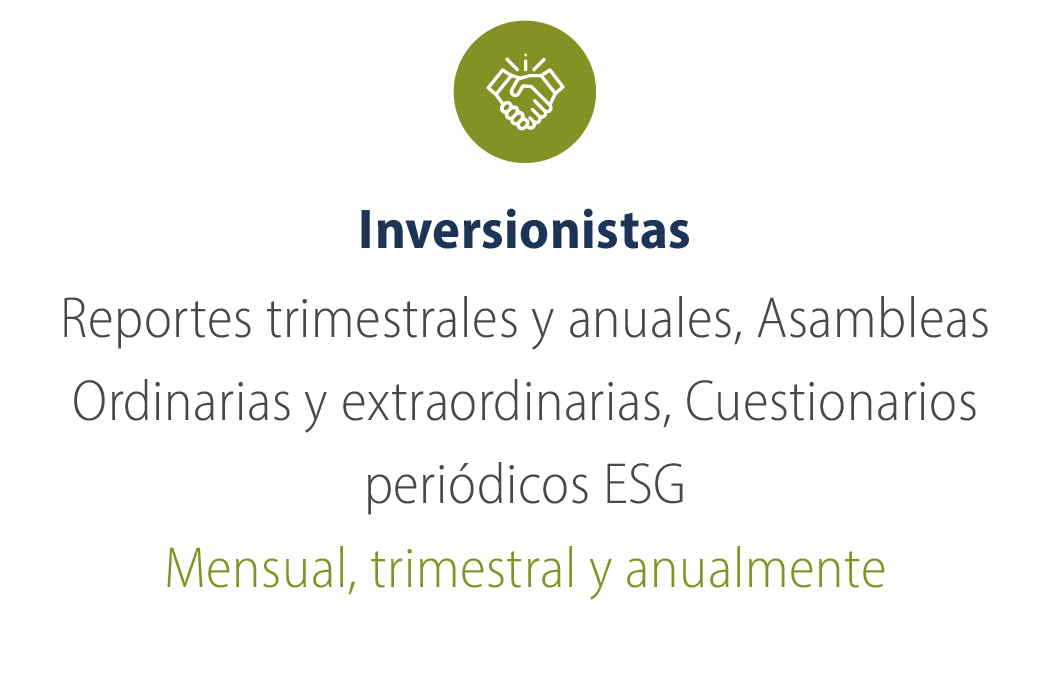 Inversionistas
Reportes trimestrales y anuales, Asambleas
Ordinarias y extraordinarias, Cuestionarios
periódicos ESG
Mensual, trimestral y anualmente